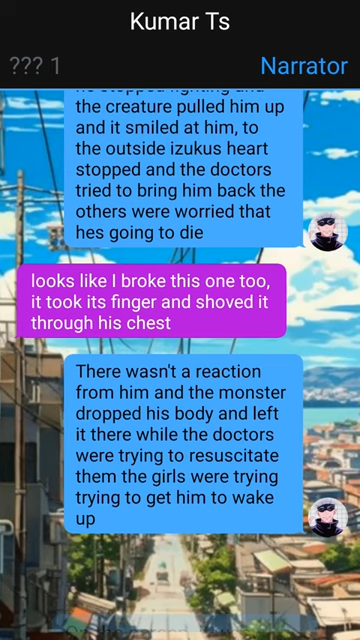 Kumar Ts
??? 1
Narrator
he stopped fighting and
the creature pulled him up
and it smiled at him, to
the outside izukus heart
stopped and the doctors
tried to bring him back the
others were worried that
hes going to die
looks like I broke this one too,
it took its finger and shoved it
through his chest
There wasn't a reaction
from him and the monster
dropped his body and left
it there while the doctors
were trying to resuscitate
them the girls were trying
trying to get him to wake
up